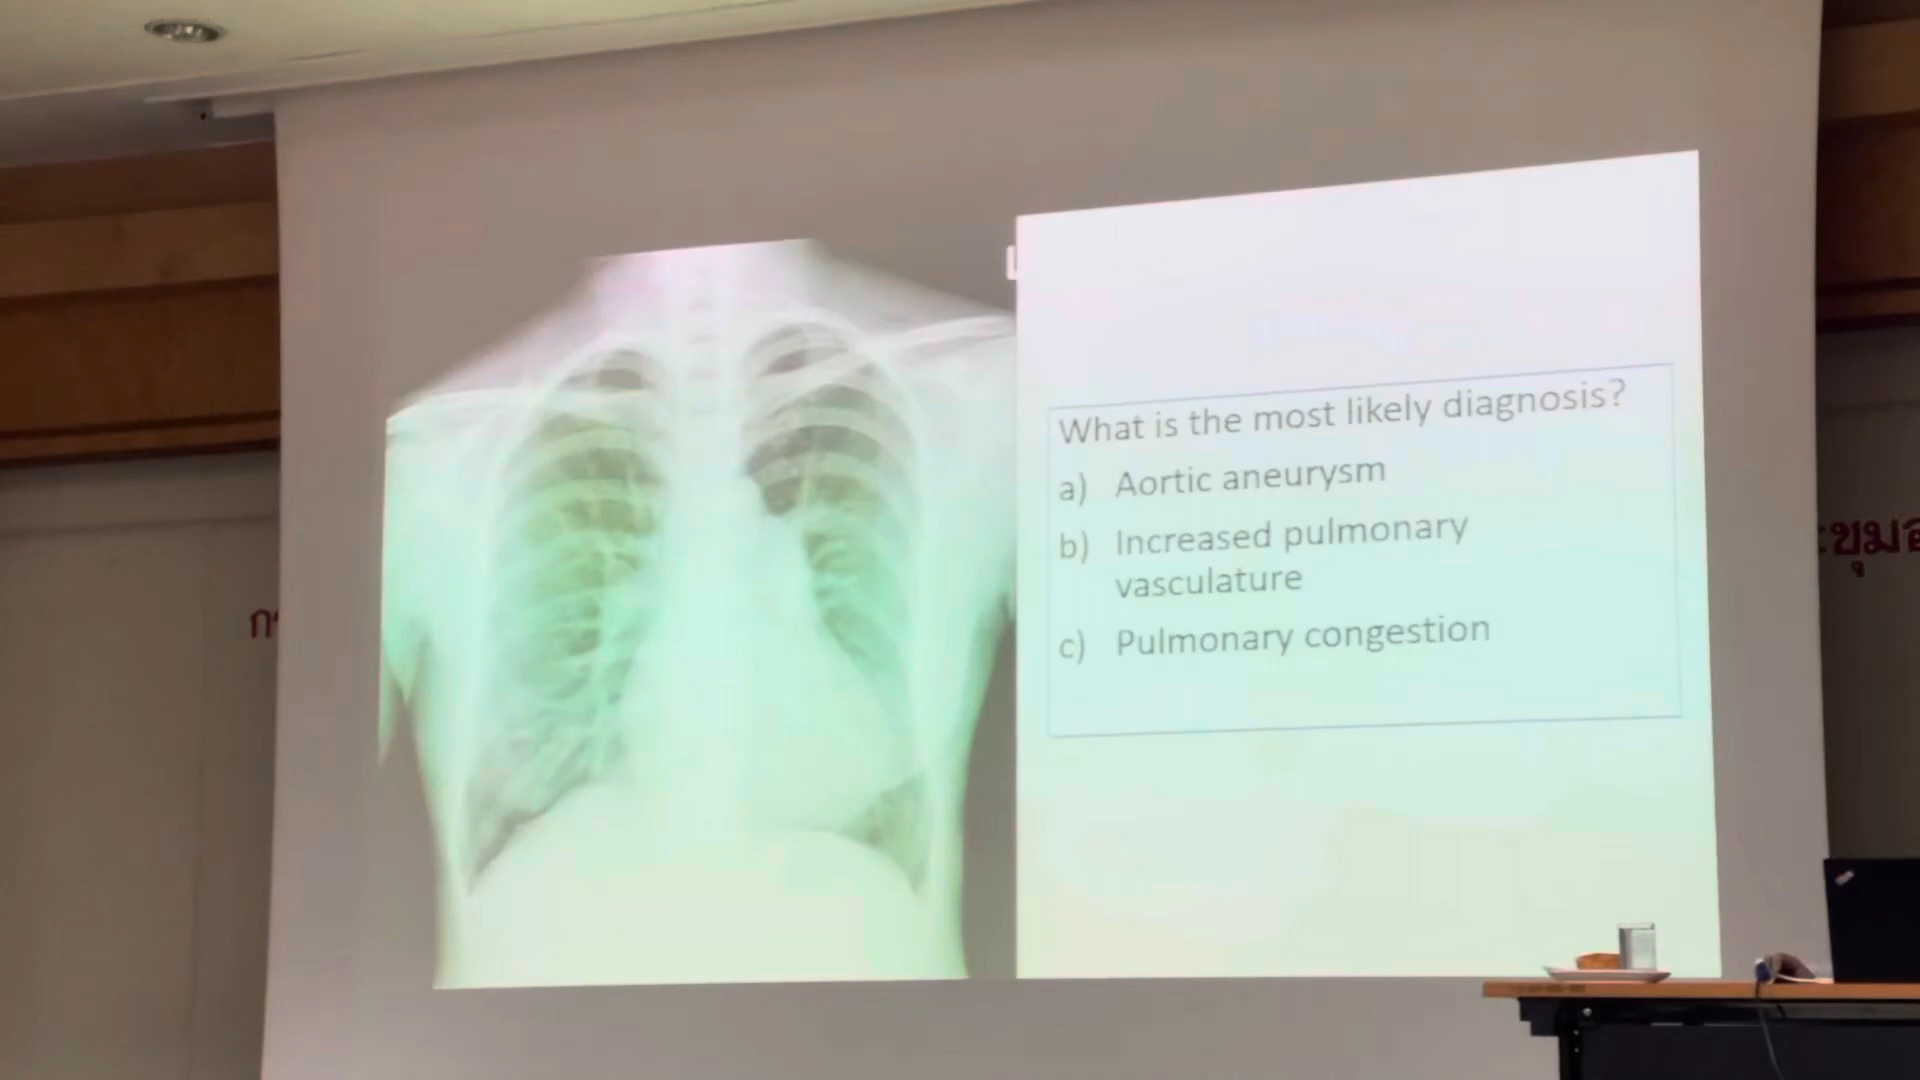 L
What is the most likely diagnosis?
a) Aortic aneurysm
b) Increased pulmonary
vasculature
c) Pulmonary congestion